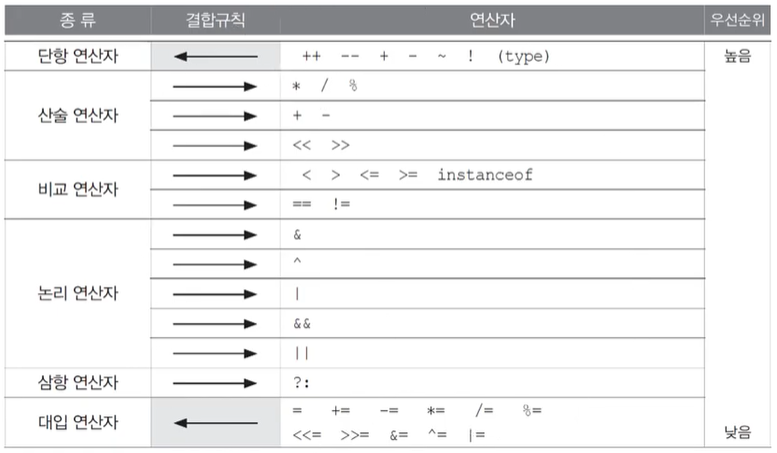 종 류 결합규칙 연산자 우선순위
단항 연산자 ++ -- + - ~ ! (type) 높음
산술 연산자 * / %
+ -
<< >>
비교 연산자 < > <= >= instanceof
== !=
논리 연산자 &
^
|
&&
||
삼항 연산자 ?:
대입 연산자 = += -= *= /= %=
<<= >>= &= ^= |= 낮음